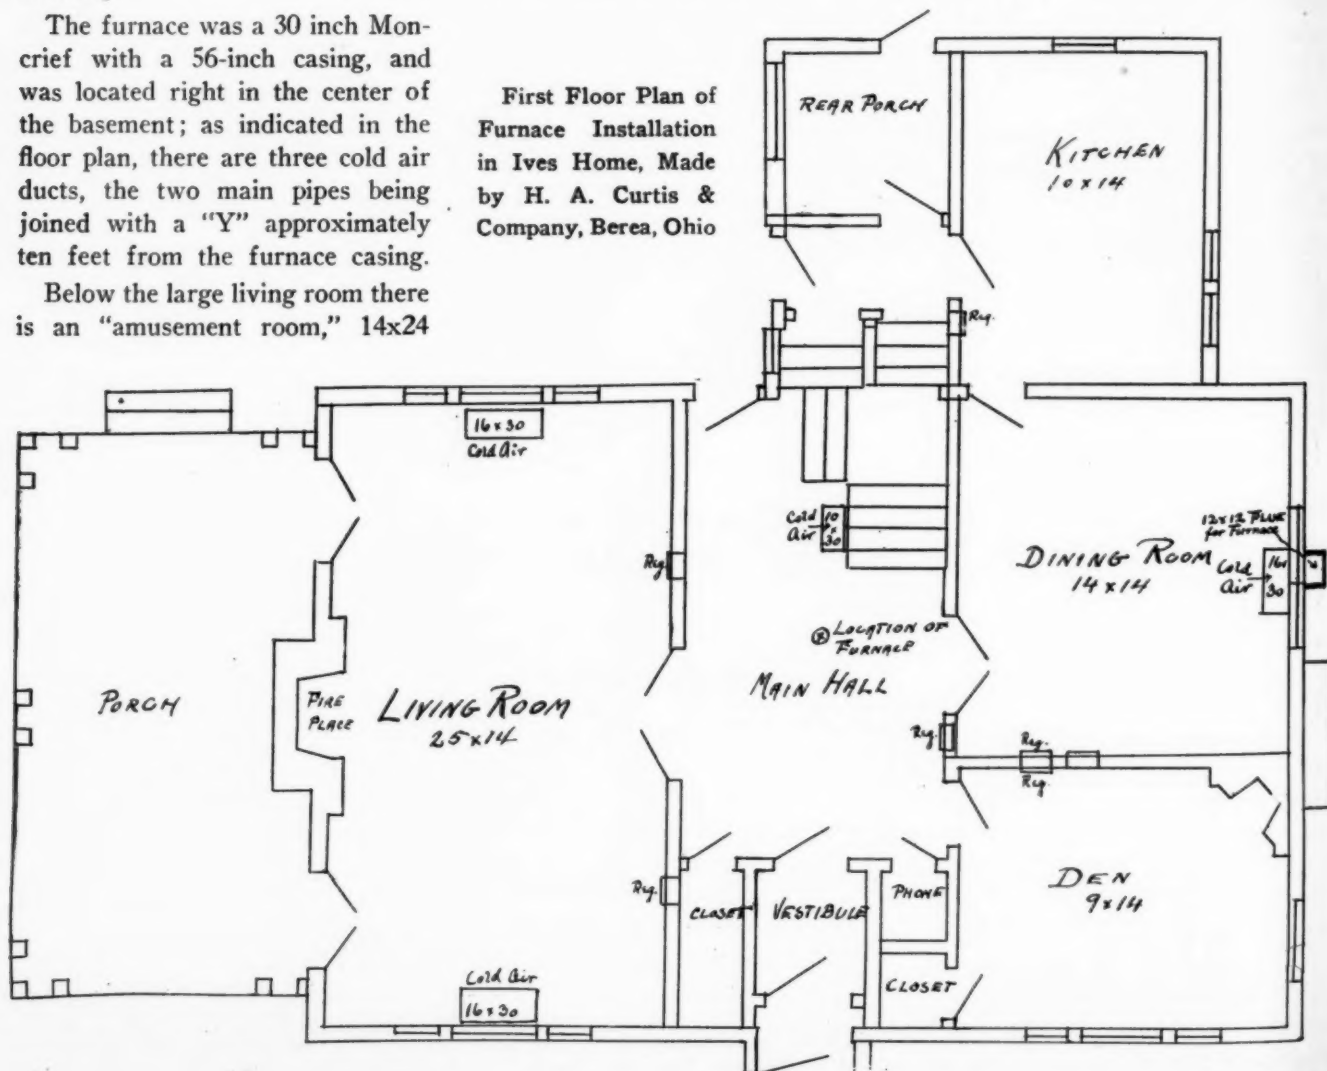 The furnace was a 30 inch Mon-
crief with a 56-inch casing, and
was located right in the center of
the basement; as indicated in the
floor plan, there are three cold air
ducts, the two main pipes being
joined with a "Y" approximately
ten feet from the furnace casing.
Below the large living room there
is an "amusement room," 14x24
First Floor Plan of
Furnace Installation
in Ives Home, Made
by H. A. Curtis &
Company, Berea, Ohio
REAR PORCH
KITCHEN
10 x 14
Reg.
16 x 30
Cold Air
Cold
Air
10
x
30
Reg.
DINING ROOM
14 x 14
12x12 FLUE
for Furnace
Cold
Air
16x
30
LOCATION OF
FURNACE
MAIN HALL
PORCH
FIRE
PLACE
LIVING ROOM
25 x 14
Reg.
Reg.
Reg.
Reg.
CLOSET
VESTIBULE
PHONE
DEN
9 x 14
CLOSET
Cold Air
16 x 30